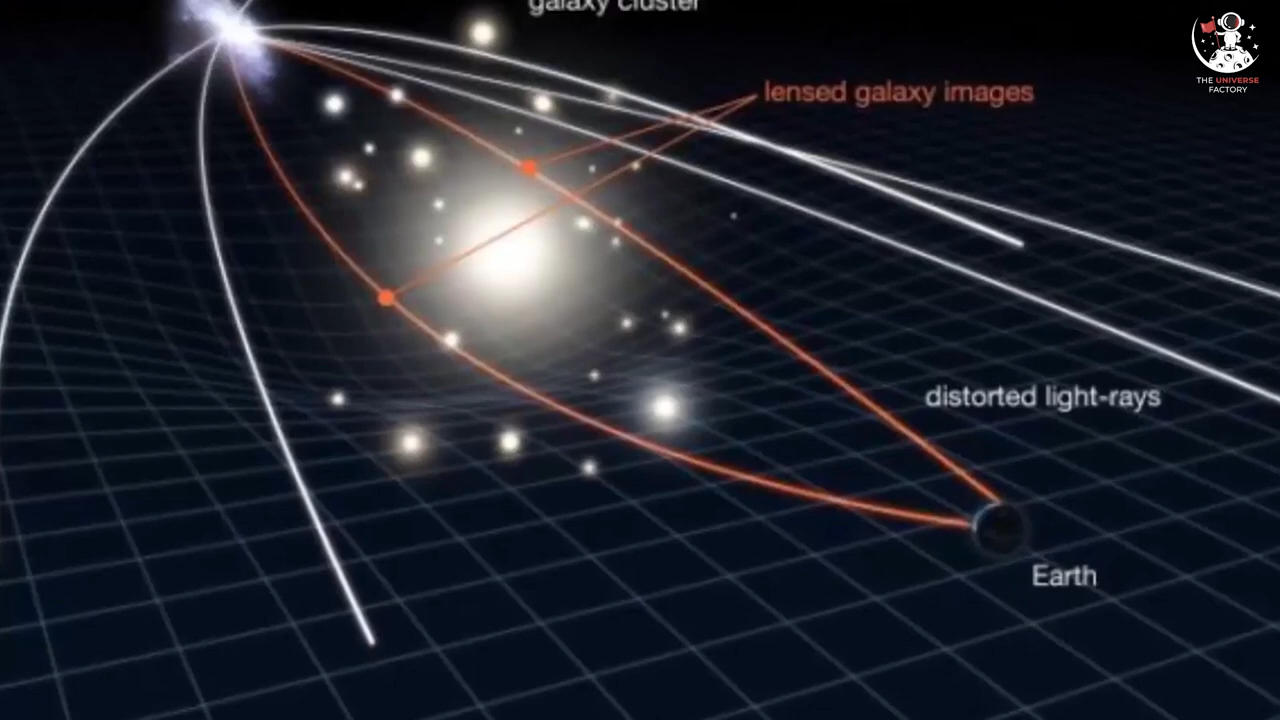 galaxy cluster
THE UNIVERSE
FACTORY
lensed galaxy images
distorted light-rays
Earth